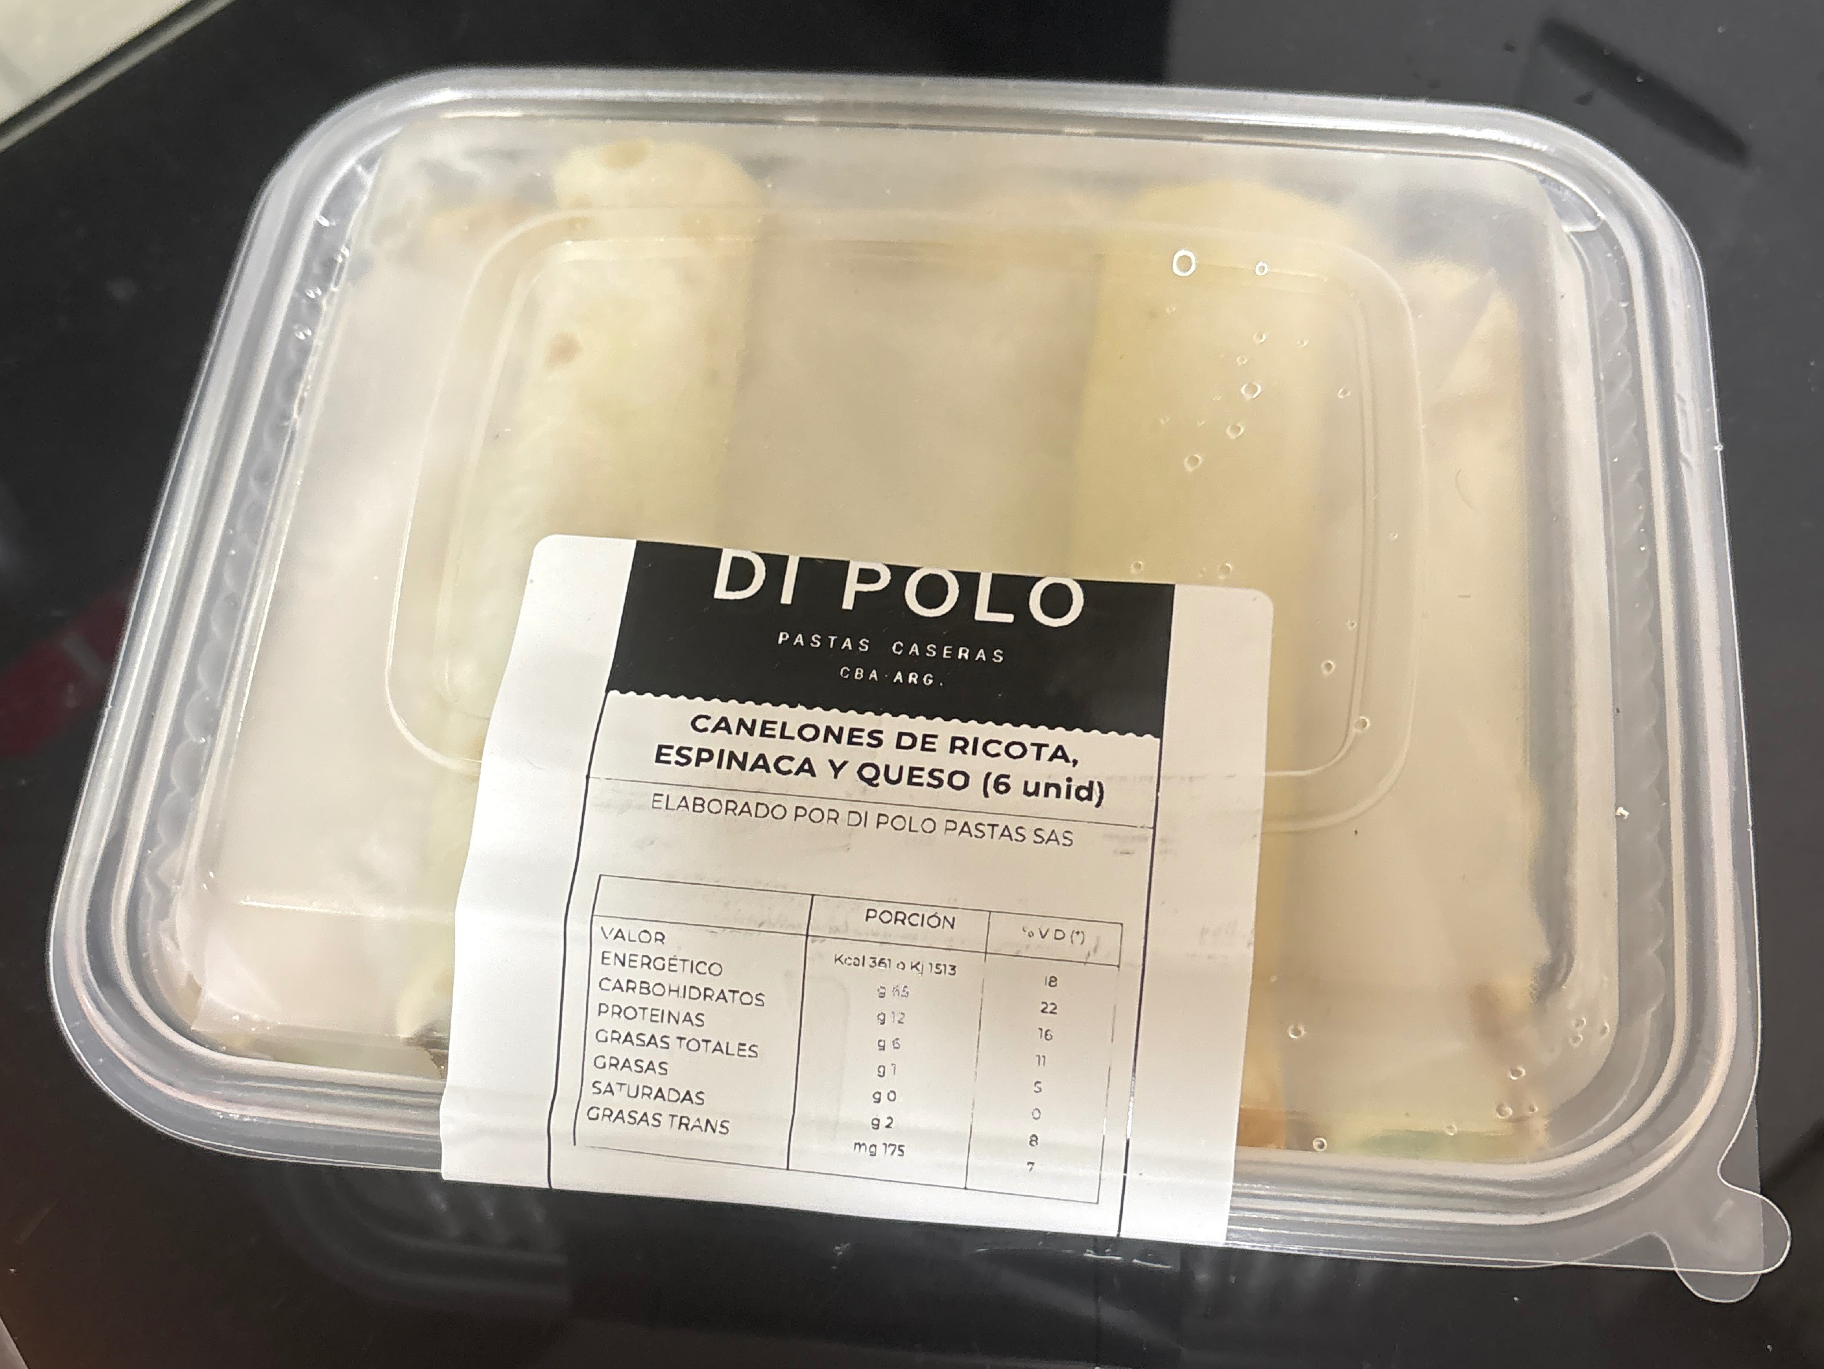 DI POLO
PASTAS CASERAS
CBA·ARG.
CANELONES DE RICOTA,
ESPINACA Y QUESO (6 unid)
ELABORADO POR DI POLO PASTAS SAS
PORCIÓN % V D (*)
VALOR
ENERGÉTICO Kcal 361 o Kj 1513 18
CARBOHIDRATOS g 65 22
PROTEINAS g 12 16
GRASAS TOTALES g 6 11
GRASAS g 1 5
SATURADAS g 0 0
GRASAS TRANS g 2 8
mg 175 7